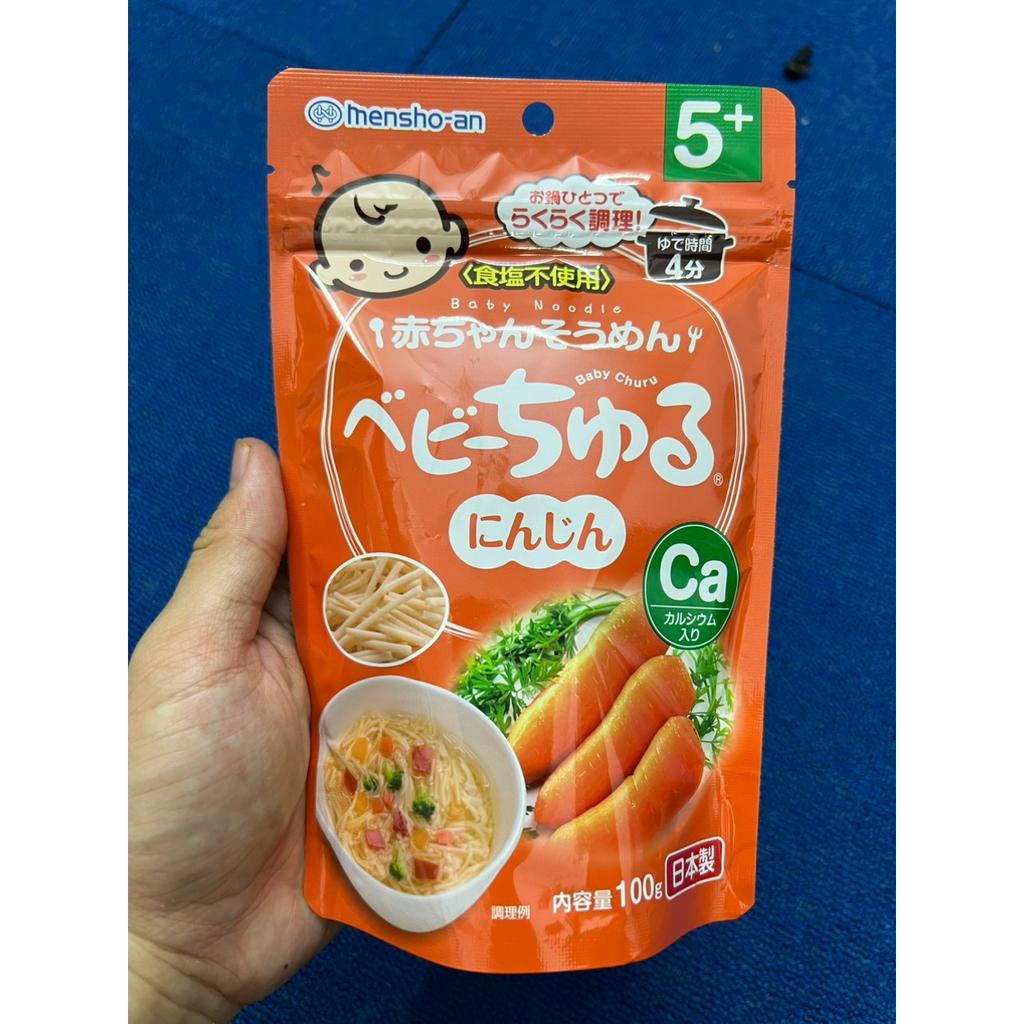 mensho-an
5+
お鍋ひとつで
らくらく調理!
ゆで時間
4分
〈食塩不使用〉
Baby Noodle
赤ちゃんそうめん
Baby Churu
ベビーちゅる®
にんじん
Ca
カルシウム
入り
調理例
内容量100g
日本製